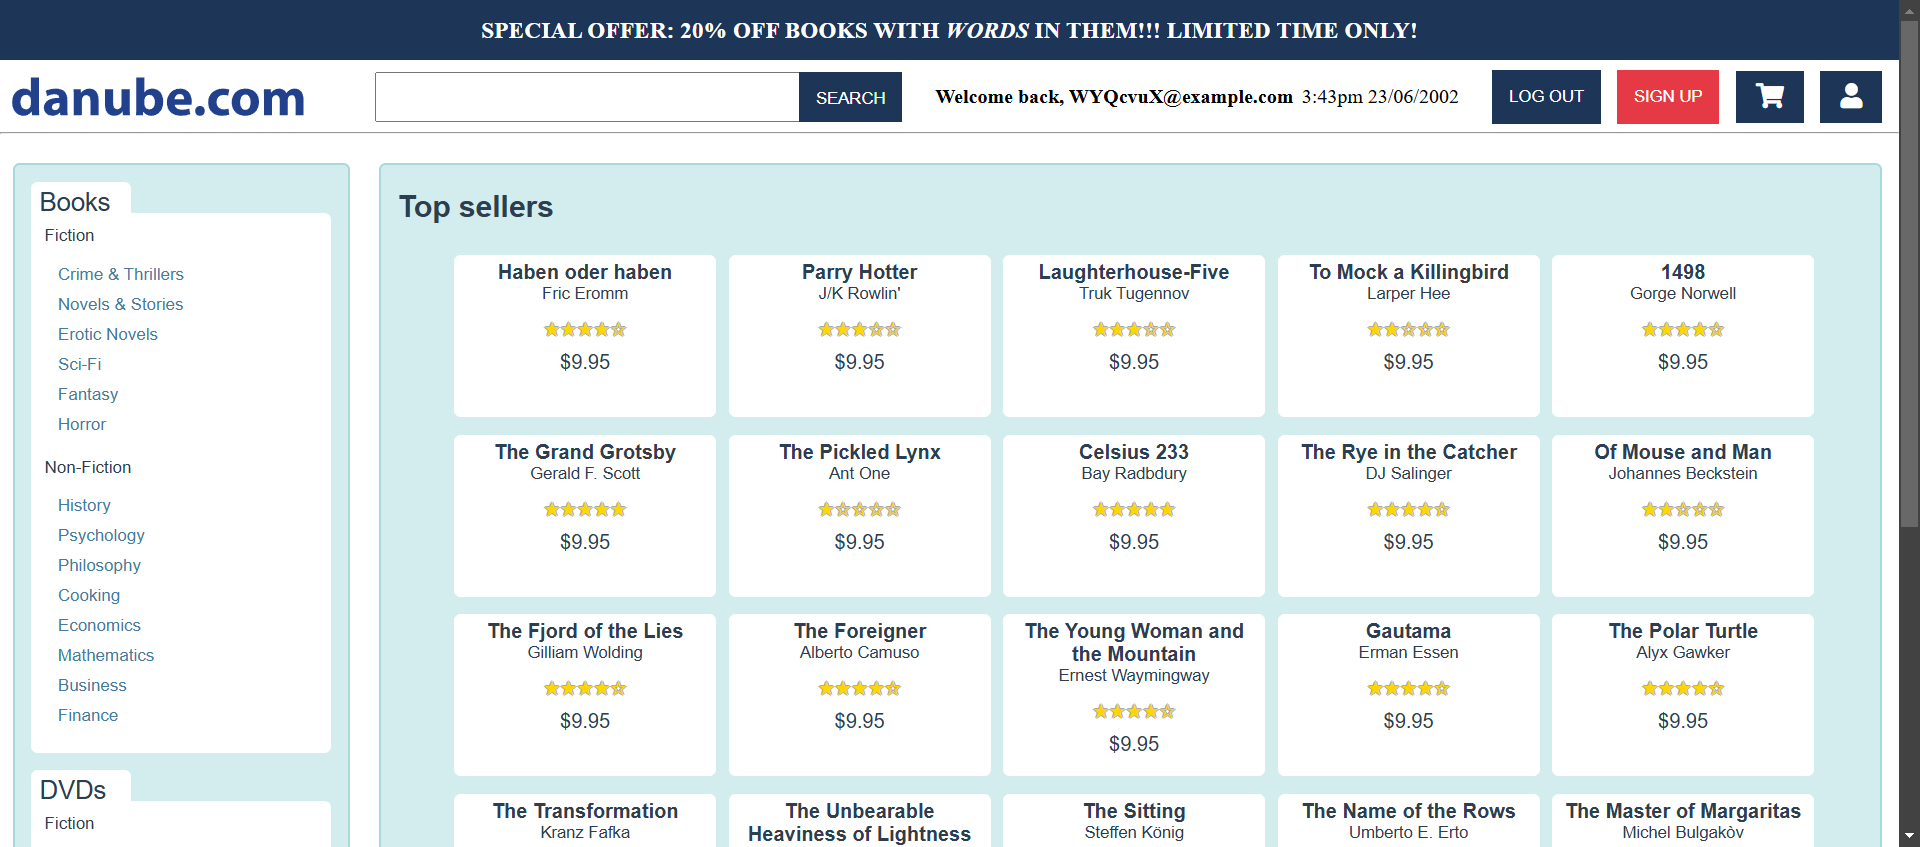 SPECIAL OFFER: 20% OFF BOOKS WITH WORDS IN THEM!!! LIMITED TIME ONLY!
danube.com
SEARCH
Welcome back, WYQcvuX@example.com 3:43pm 23/06/2002
LOG OUT
SIGN UP
Books
Fiction
Crime & Thrillers
Novels & Stories
Erotic Novels
Sci-Fi
Fantasy
Horror
Non-Fiction
History
Psychology
Philosophy
Cooking
Economics
Mathematics
Business
Finance
DVDs
Fiction
Top sellers
Haben oder haben
Fric Eromm
$9.95
Parry Hotter
J/K Rowlin'
$9.95
Laughterhouse-Five
Truk Tugennov
$9.95
To Mock a Killingbird
Larper Hee
$9.95
1498
Gorge Norwell
$9.95
The Grand Grotsby
Gerald F. Scott
$9.95
The Pickled Lynx
Ant One
$9.95
Celsius 233
Bay Radbdury
$9.95
The Rye in the Catcher
DJ Salinger
$9.95
Of Mouse and Man
Johannes Beckstein
$9.95
The Fjord of the Lies
Gilliam Wolding
$9.95
The Foreigner
Alberto Camuso
$9.95
The Young Woman and
the Mountain
Ernest Waymingway
$9.95
Gautama
Erman Essen
$9.95
The Polar Turtle
Alyx Gawker
$9.95
The Transformation
Kranz Fafka
The Unbearable
Heaviness of Lightness
The Sitting
Steffen König
The Name of the Rows
Umberto E. Erto
The Master of Margaritas
Michel Bulgakòv